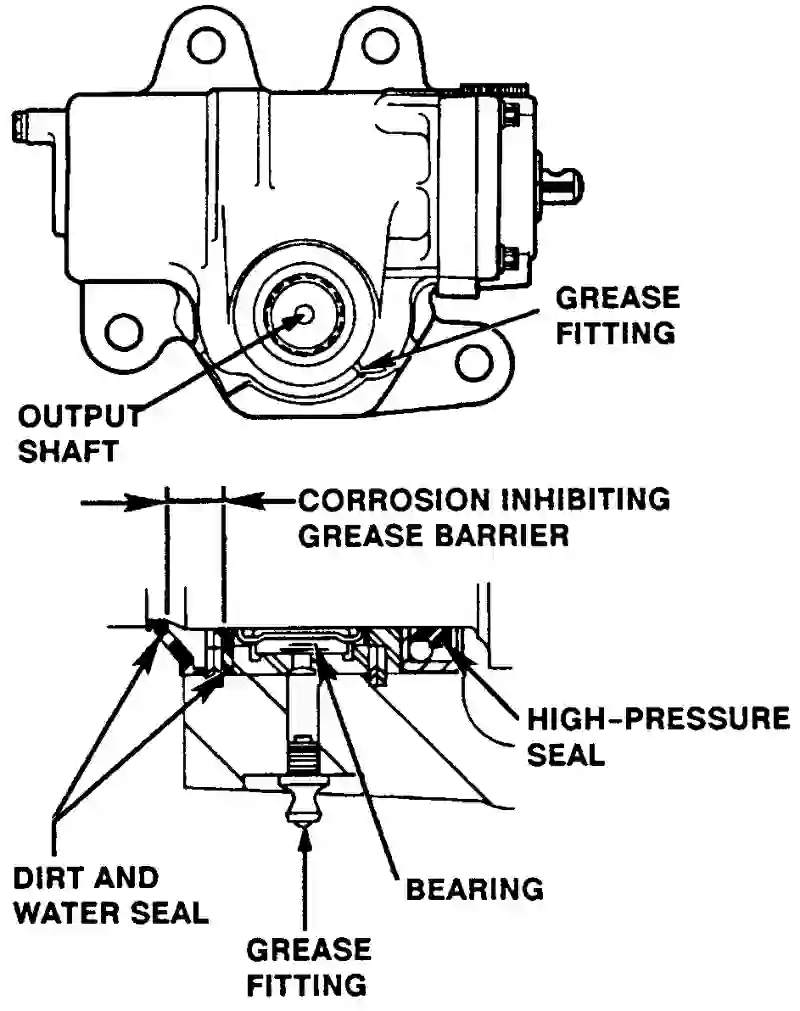 GREASE
FITTING
OUTPUT
SHAFT
CORROSION INHIBITING
GREASE BARRIER
HIGH-PRESSURE
SEAL
DIRT AND
WATER SEAL
BEARING
GREASE
FITTING